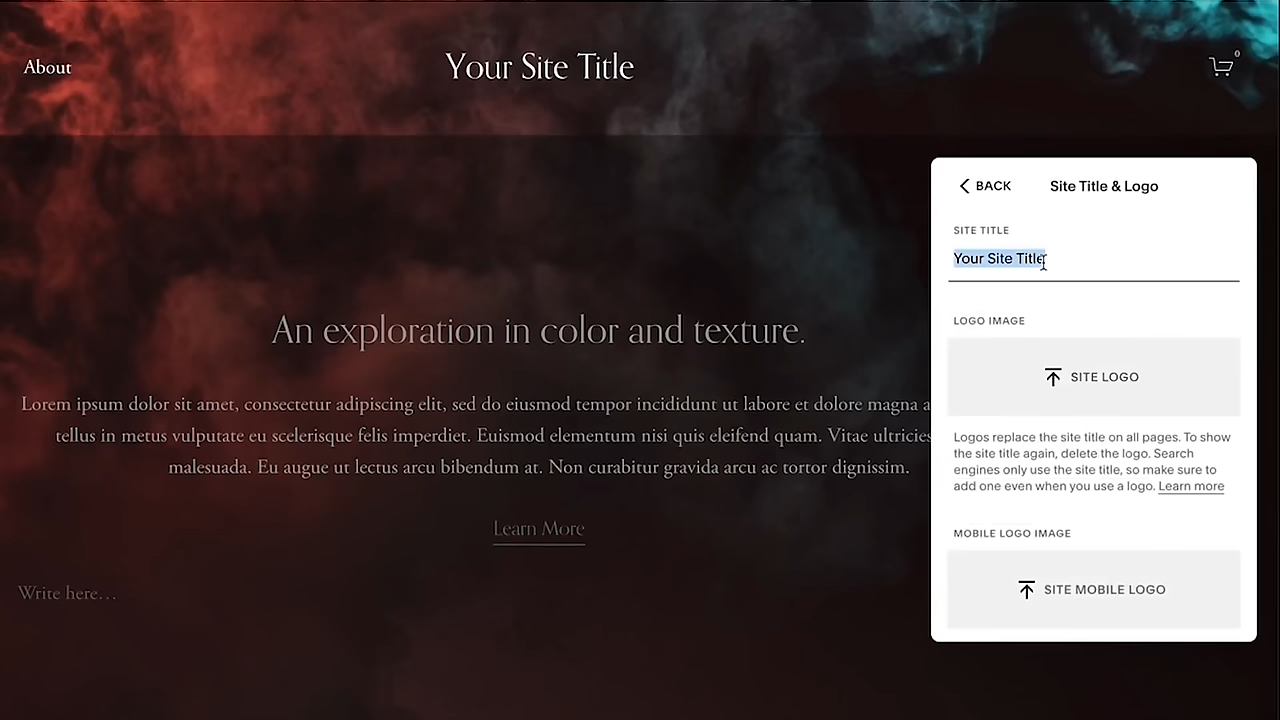 About
Your Site Title
0
BACK
Site Title & Logo
SITE TITLE
Your Site Title
LOGO IMAGE
SITE LOGO
Logos replace the site title on all pages. To show
the site title again, delete the logo. Search
engines only use the site title, so make sure to
add one even when you use a logo. Learn more
MOBILE LOGO IMAGE
SITE MOBILE LOGO
An exploration in color and texture.
Lorem ipsum dolor sit amet, consectetur adipiscing elit, sed do eiusmod tempor incididunt ut labore et dolore magna a
tellus in metus vulputate eu scelerisque felis imperdiet. Euismod elementum nisi quis eleifend quam. Vitae ultricies
malesuada. Eu augue ut lectus arcu bibendum at. Non curabitur gravida arcu ac tortor dignissim.
Learn More
Write here…